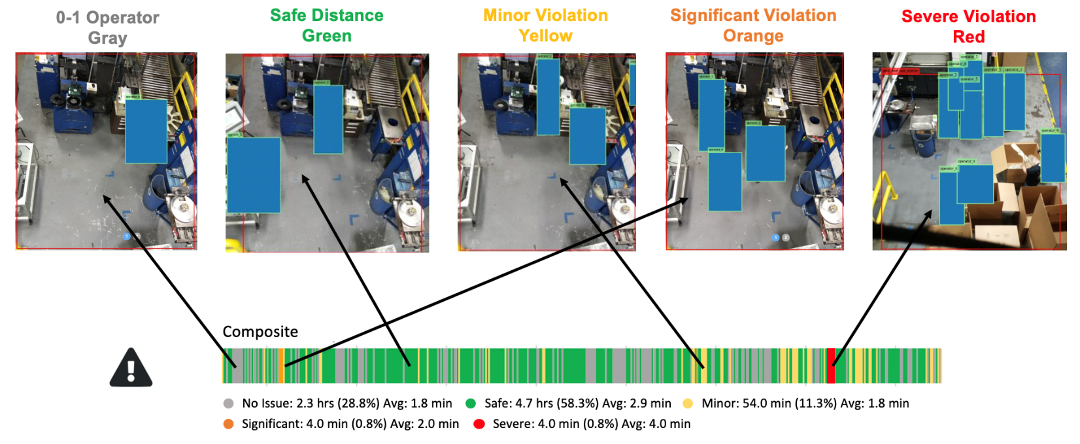 0-1 Operator
Gray
Safe Distance
Green
Minor Violation
Yellow
Significant Violation
Orange
Severe Violation
Red
Composite
No Issue: 2.3 hrs (28.8%) Avg: 1.8 min
Safe: 4.7 hrs (58.3%) Avg: 2.9 min
Minor: 54.0 min (11.3%) Avg: 1.8 min
Significant: 4.0 min (0.8%) Avg: 2.0 min
Severe: 4.0 min (0.8%) Avg: 4.0 min